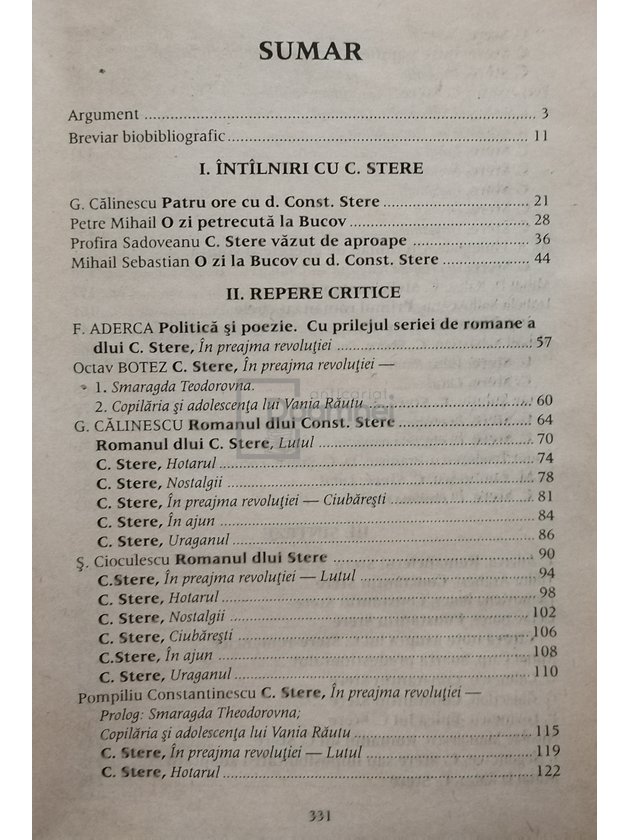 SUMAR
Argument ........ 3
Breviar biobibliografic ........ 11
I. ÎNTÎLNIRI CU C. STERE
G. Călinescu Patru ore cu d. Const. Stere ........ 21
Petre Mihail O zi petrecută la Bucov ........ 28
Profira Sadoveanu C. Stere văzut de aproape ........ 36
Mihail Sebastian O zi la Bucov cu d. Const. Stere ........ 44
II. REPERE CRITICE
F. ADERCA Politică şi poezie. Cu prilejul seriei de romane a
dlui C. Stere, În preajma revoluţiei ........ 57
Octav BOTEZ C. Stere, În preajma revoluţiei —
1. Smaragda Teodorovna.
2. Copilăria şi adolescenţa lui Vania Răutu ........ 60
G. CĂLINESCU Romanul dlui Const. Stere ........ 64
Romanul dlui C. Stere, Lutul ........ 70
C. Stere, Hotarul ........ 74
C. Stere, Nostalgii ........ 78
C. Stere, În preajma revoluţiei — Ciubăreşti ........ 81
C. Stere, În ajun ........ 84
C. Stere, Uraganul ........ 86
Ş. Cioculescu Romanul dlui Stere ........ 90
C.Stere, În preajma revoluţiei — Lutul ........ 94
C. Stere, Hotarul ........ 98
C. Stere, Nostalgii ........ 102
C. Stere, Ciubăreşti ........ 106
C.Stere, În ajun ........ 108
C. Stere, Uraganul ........ 110
Pompiliu Constantinescu C. Stere, În preajma revoluţiei —
Prolog: Smaragda Theodorovna;
Copilăria şi adolescenţa lui Vania Răutu ........ 115
C. Stere, În preajma revoluţiei — Lutul ........ 119
C. Stere, Hotarul ........ 122
331